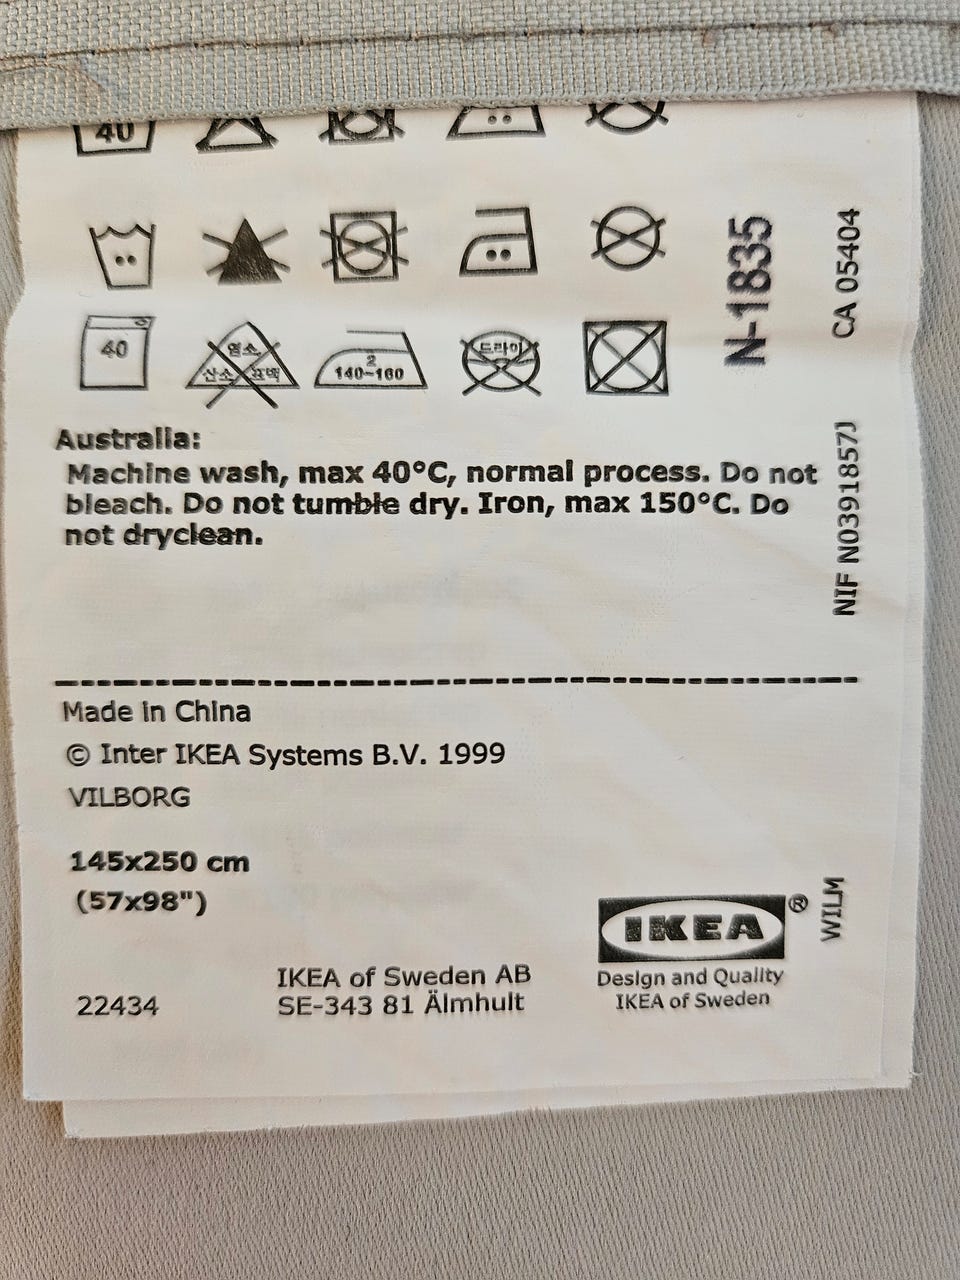 40
40
염소
산소 표백
2
140~160
드라이
N-1835
CA 05404
Australia:
Machine wash, max 40°C, normal process. Do not
bleach. Do not tumble dry. Iron, max 150°C. Do
not dryclean.
NIF N0391857J
Made in China
© Inter IKEA Systems B.V. 1999
VILBORG
145x250 cm
(57x98")
WILM
IKEA®
Design and Quality
IKEA of Sweden
22434
IKEA of Sweden AB
SE-343 81 Älmhult